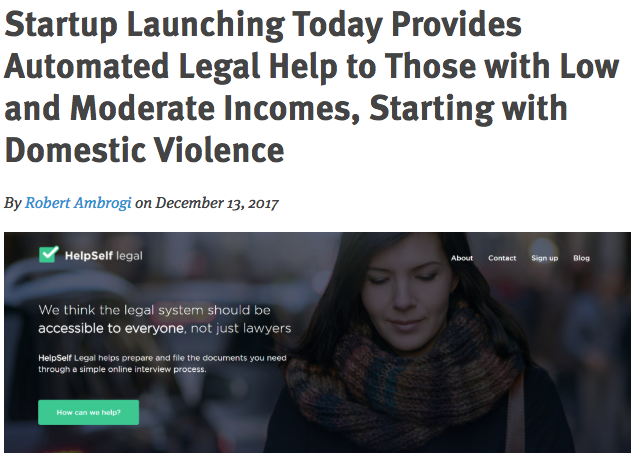 Startup Launching Today Provides
Automated Legal Help to Those with Low
and Moderate Incomes, Starting with
Domestic Violence
By Robert Ambrogi on December 13, 2017
HelpSelf legal
About Contact Sign up Blog
We think the legal system should be
accessible to everyone, not just lawyers
HelpSelf Legal helps prepare and file the documents you need
through a simple online interview process.
How can we help?